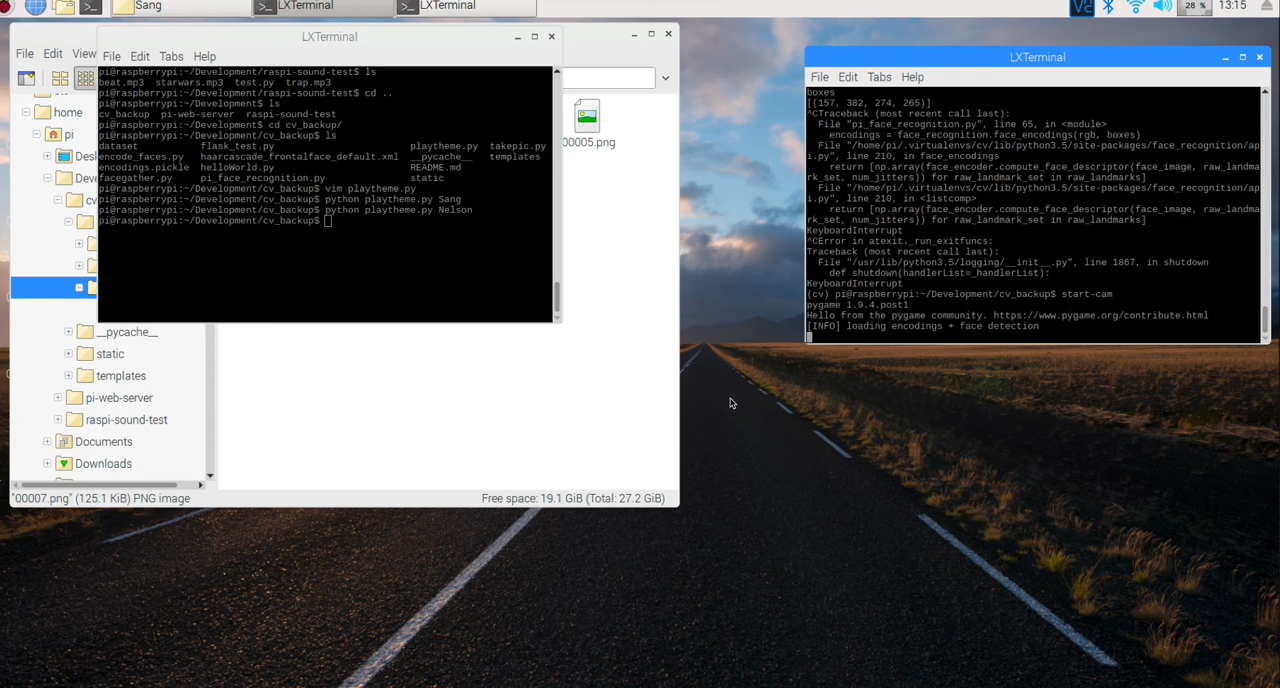 Sang
LXTerminal
LXTerminal
28 %
13:15
File Edit View
00005.png
home
pi
__pycache__
static
templates
pi-web-server
raspi-sound-test
Documents
Downloads
"00007.png" (125.1 KiB) PNG image
Free space: 19.1 GiB (Total: 27.2 GiB)
LXTerminal
File Edit Tabs Help
pi@raspberrypi:~/Development/raspi-sound-test$ ls
beat.mp3 starwars.mp3 test.py trap.mp3
pi@raspberrypi:~/Development/raspi-sound-test$ cd ..
pi@raspberrypi:~/Development$ ls
cv_backup pi-web-server raspi-sound-test
pi@raspberrypi:~/Development$ cd cv_backup/
pi@raspberrypi:~/Development/cv_backup$ ls
dataset flask_test.py playtheme.py takepic.py
encode_faces.py haarcascade_frontalface_default.xml __pycache__ templates
encodings.pickle helloWorld.py README.md
facegather.py pi_face_recognition.py static
pi@raspberrypi:~/Development/cv_backup$ vim playtheme.py
pi@raspberrypi:~/Development/cv_backup$ python playtheme.py Sang
pi@raspberrypi:~/Development/cv_backup$ python playtheme.py Nelson
pi@raspberrypi:~/Development/cv_backup$
LXTerminal
File Edit Tabs Help
boxes
[(157, 382, 274, 265)]
^CTraceback (most recent call last):
File "pi_face_recognition.py", line 65, in <module>
encodings = face_recognition.face_encodings(rgb, boxes)
File "/home/pi/.virtualenvs/cv/lib/python3.5/site-packages/face_recognition/ap
i.py", line 210, in face_encodings
return [np.array(face_encoder.compute_face_descriptor(face_image, raw_landma
rk_set, num_jitters)) for raw_landmark_set in raw_landmarks]
File "/home/pi/.virtualenvs/cv/lib/python3.5/site-packages/face_recognition/ap
i.py", line 210, in <listcomp>
return [np.array(face_encoder.compute_face_descriptor(face_image, raw_landma
rk_set, num_jitters)) for raw_landmark_set in raw_landmarks]
KeyboardInterrupt
^CError in atexit._run_exitfuncs:
Traceback (most recent call last):
File "/usr/lib/python3.5/logging/__init__.py", line 1867, in shutdown
def shutdown(handlerList=_handlerList):
KeyboardInterrupt
(cv) pi@raspberrypi:~/Development/cv_backup$ start-cam
pygame 1.9.4.post1
Hello from the pygame community. https://www.pygame.org/contribute.html
[INFO] loading encodings + face detection